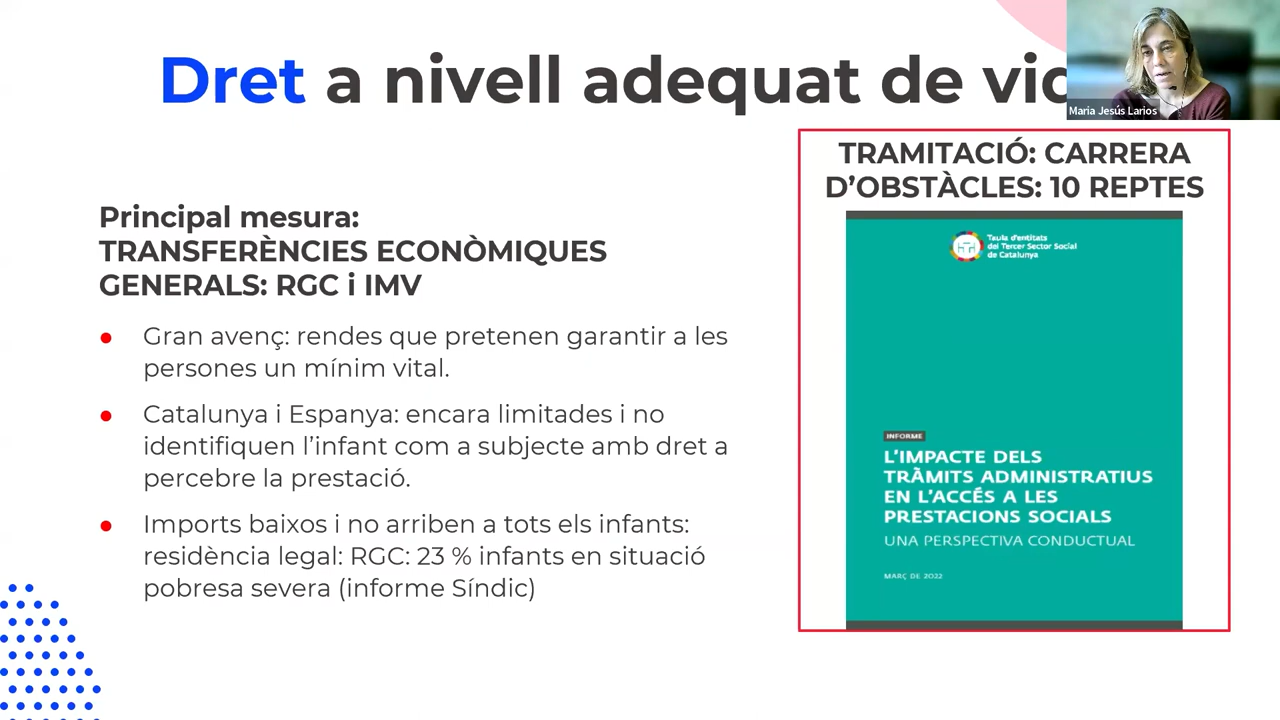 Dret a nivell adequat de vid
Maria Jesús Larios
Principal mesura:
TRANSFERÈNCIES ECONÒMIQUES
GENERALS: RGC i IMV
Gran avenç: rendes que pretenen garantir a les
persones un mínim vital.
Catalunya i Espanya: encara limitades i no
identifiquen l’infant com a subjecte amb dret a
percebre la prestació.
Imports baixos i no arriben a tots els infants:
residència legal: RGC: 23 % infants en situació
pobresa severa (informe Síndic)
TRAMITACIÓ: CARRERA
D’OBSTÀCLES: 10 REPTES
Taula d'entitats
del Tercer Sector Social
de Catalunya
INFORME
L'IMPACTE DELS
TRÀMITS ADMINISTRATIUS
EN L'ACCÉS A LES
PRESTACIONS SOCIALS
UNA PERSPECTIVA CONDUCTUAL
MARÇ DE 2022